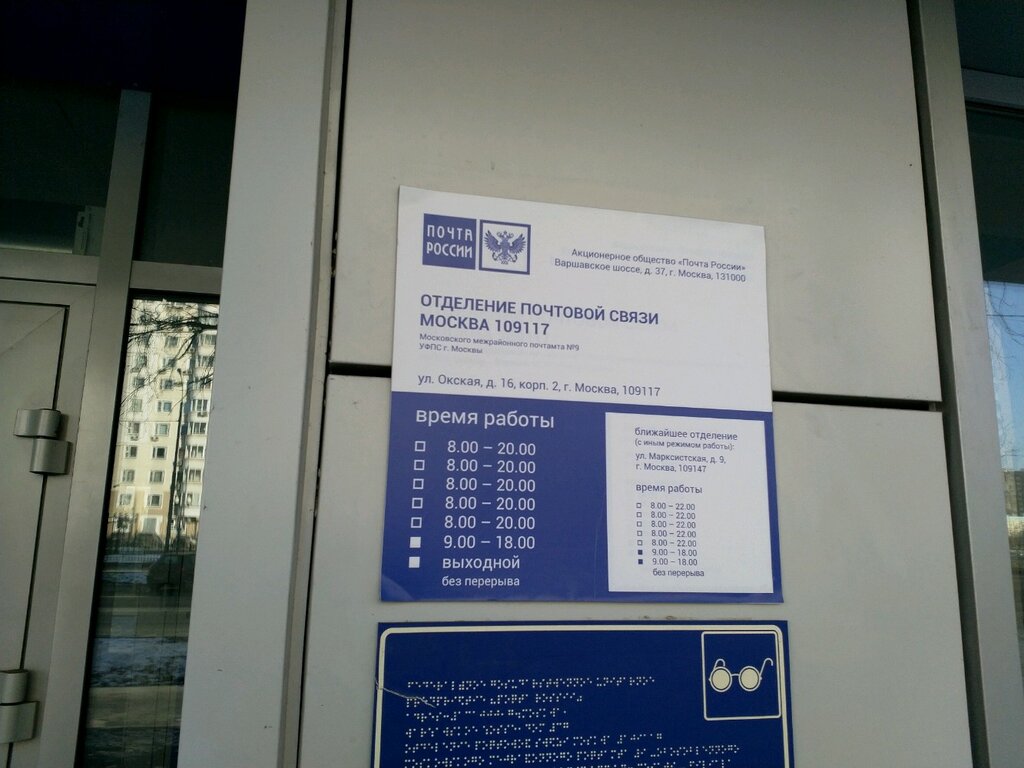 ПОЧТА
РОССИИ
Акционерное общество «Почта России»
Варшавское шоссе, д. 37, г. Москва, 131000
ОТДЕЛЕНИЕ ПОЧТОВОЙ СВЯЗИ
МОСКВА 109117
Московского межрайонного почтамта №9
УФПС г. Москвы
ул. Окская, д. 16, корп. 2, г. Москва, 109117
время работы
8.00 – 20.00
8.00 – 20.00
8.00 – 20.00
8.00 – 20.00
8.00 – 20.00
9.00 – 18.00
выходной
без перерыва
ближайшее отделение
(с иным режимом работы):
ул. Марксистская, д. 9,
г. Москва, 109147
время работы
8.00 – 22.00
8.00 – 22.00
8.00 – 22.00
8.00 – 22.00
8.00 – 22.00
9.00 – 18.00
9.00 – 18.00
без перерыва